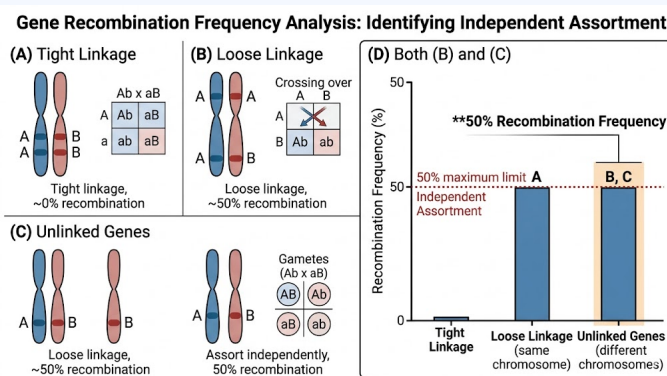 Gene Recombination Frequency Analysis: Identifying Independent Assortment
(A) Tight Linkage
Ab x aB
A Ab aB
a ab aB
A B
A B
Tight linkage,
~0% recombination
(B) Loose Linkage
Crossing over
A B
A
B Ab ab
A A
A B
Loose linkage,
~50% recombination
(C) Unlinked Genes
A B B
Loose linkage,
~50% recombination
Gametes
(Ab x aB)
AB Ab
aB ab
A B
Assort independently,
50% recombination
(D) Both (B) and (C)
Recombination Frequency (%)
50
50
0
**50% Recombination Frequency
50% maximum limit A B, C
Independent
Assortment
Tight
Linkage
Loose Linkage
(same
chromosome)
Unlinked Genes
(different
chromosomes)